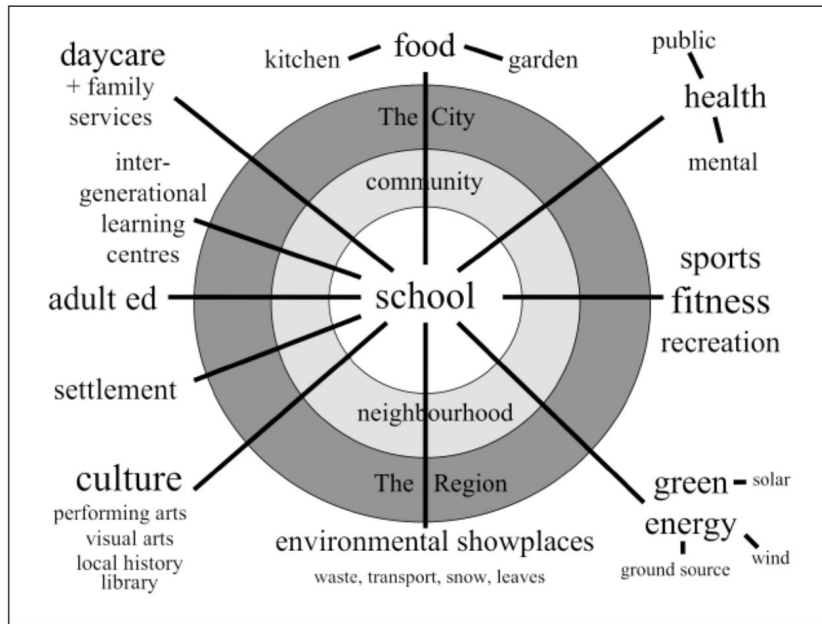 daycare
+ family
services
kitchen
food
garden
public
health
mental
The City
community
inter-
generational
learning
centres
adult ed
school
sports
fitness
recreation
settlement
neighbourhood
The Region
culture
performing arts
visual arts
local history
library
environmental showplaces
waste, transport, snow, leaves
green
solar
energy
ground source
wind